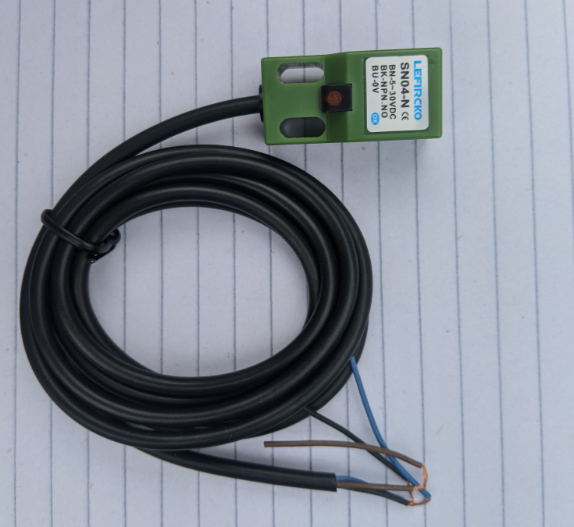 LEFIRCKO
SN04-N CE
BN-5~30VDC
BK-NPN.NO
BU-0V